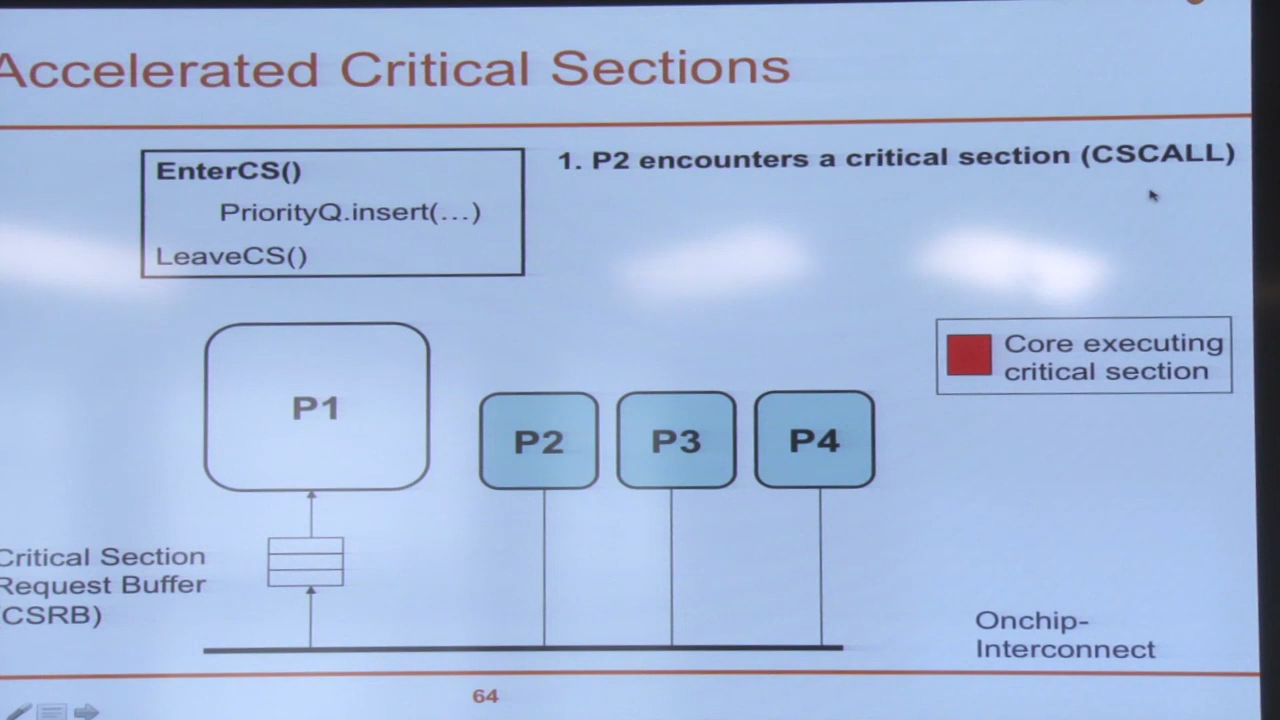 Accelerated Critical Sections
EnterCS()
PriorityQ.insert(...)
LeaveCS()
1. P2 encounters a critical section (CSCALL)
Core executing
critical section
P1
P2
P3
P4
Critical Section
Request Buffer
(CSRB)
Onchip-
Interconnect
64